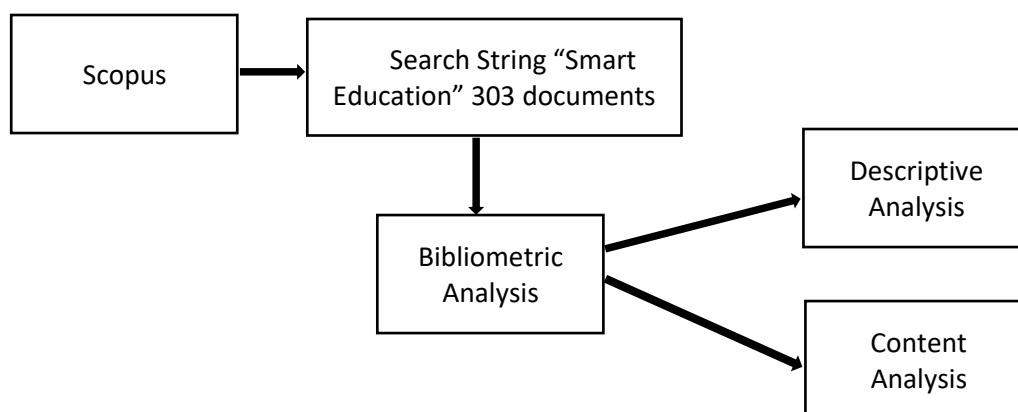 Scopus
Search String “Smart
Education” 303 documents
Bibliometric
Analysis
Descriptive
Analysis
Content
Analysis